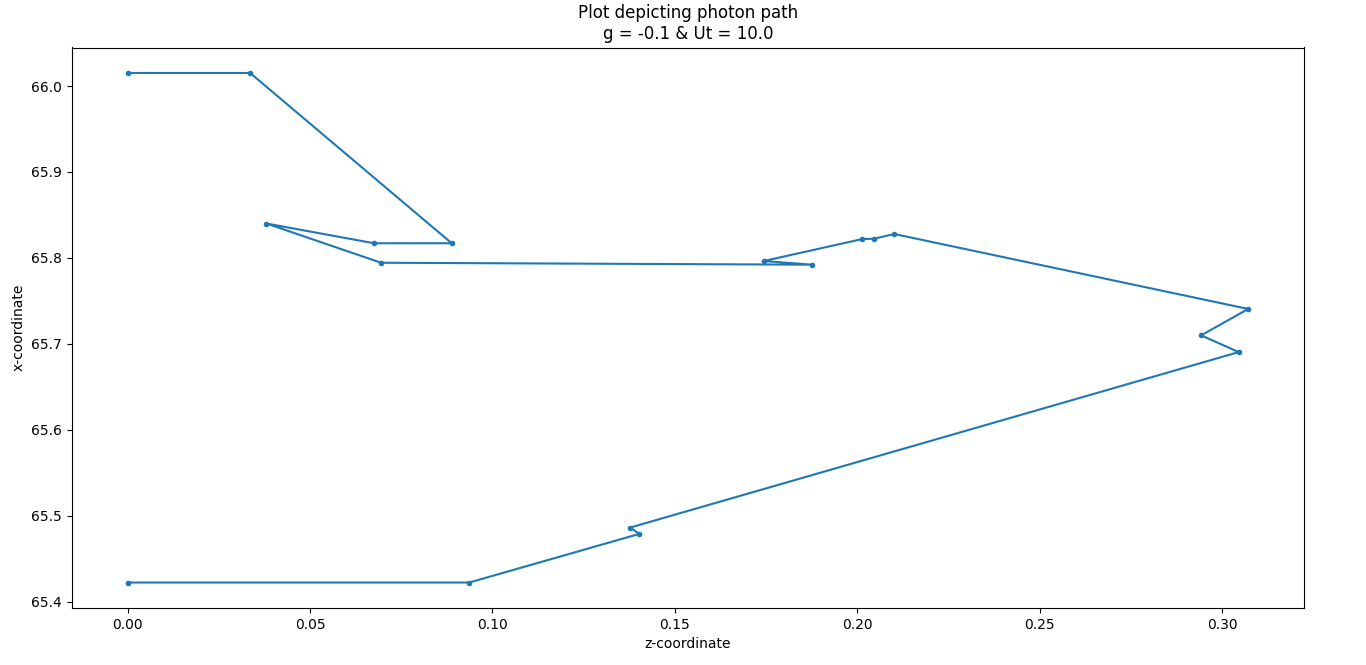 Plot depicting photon path
g = -0.1 & Ut = 10.0
66.0
65.9
65.8
65.7
65.6
65.5
65.4
x-coordinate
0.00 0.05 0.10 0.15 0.20 0.25 0.30
z-coordinate